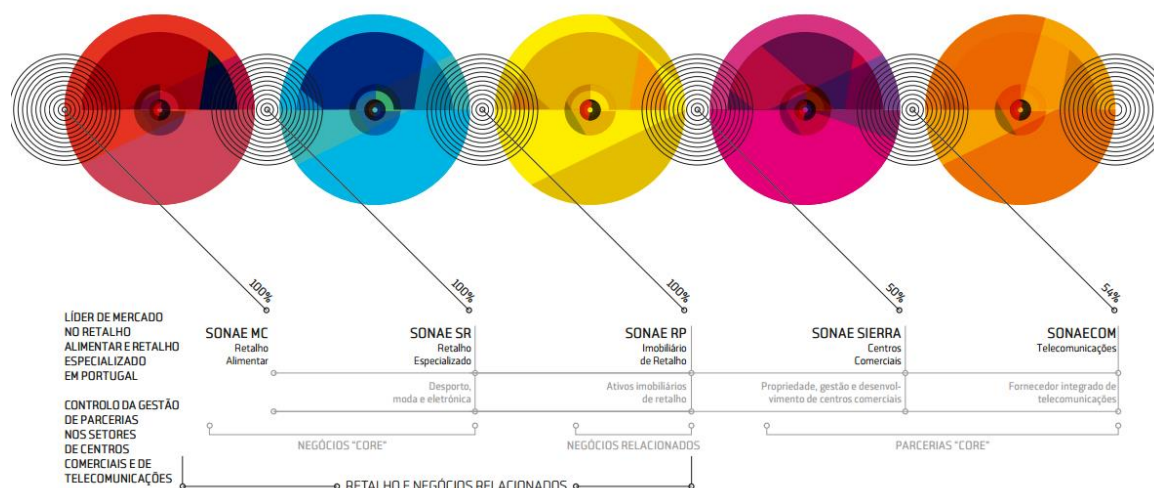 100%
100%
100%
50%
54%
LÍDER DE MERCADO
NO RETALHO
ALIMENTAR E RETALHO
ESPECIALIZADO
EM PORTUGAL
CONTROLO DA GESTÃO
DE PARCERIAS
NOS SETORES
DE CENTROS
COMERCIAIS E DE
TELECOMUNICAÇÕES
SONAE MC
Retalho
Alimentar
SONAE SR
Retalho
Especializado
Desporto,
moda e eletrónica
SONAE RP
Imobiliário
de Retalho
Ativos imobiliários
de retalho
SONAE SIERRA
Centros
Comerciais
Propriedade, gestão e desenvol-
vimento de centros comerciais
SONAECOM
Telecomunicações
Fornecedor integrado de
telecomunicações
NEGÓCIOS "CORE"
NEGÓCIOS RELACIONADOS
PARCERIAS "CORE"
RETALHO E NEGÓCIOS RELACIONADOS